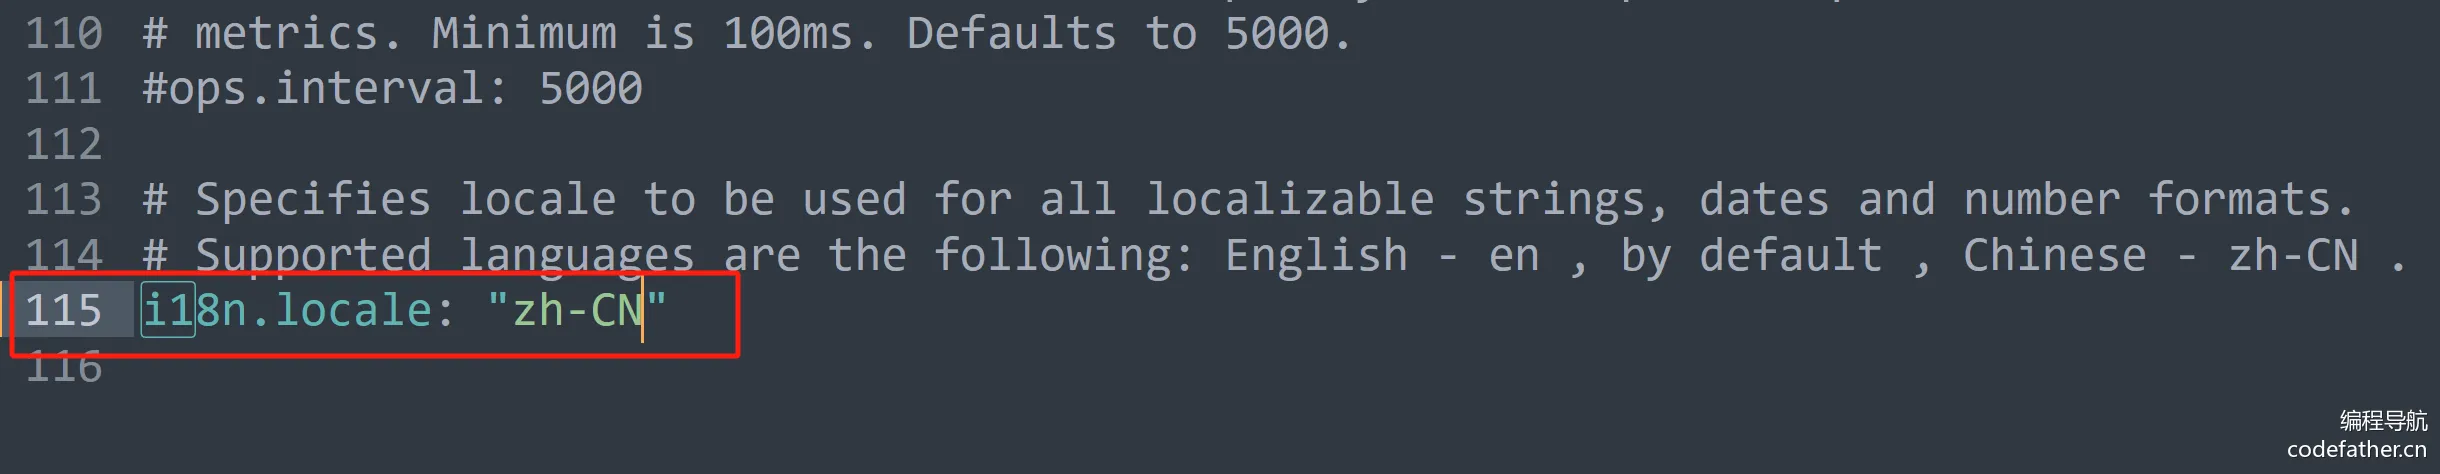 110 # metrics. Minimum is 100ms. Defaults to 5000.
111 #ops.interval: 5000
112
113 # Specifies locale to be used for all localizable strings, dates and number formats.
114 # Supported languages are the following: English - en , by default , Chinese - zh-CN .
115 i18n.locale: "zh-CN"
116
编程导航
codefather.cn